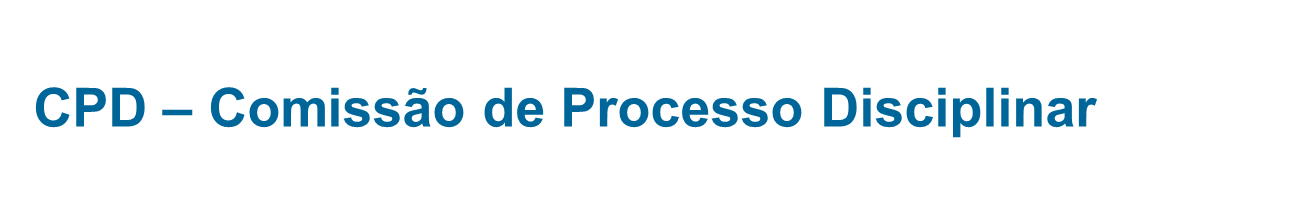 CPD – Comissão de Processo Disciplinar